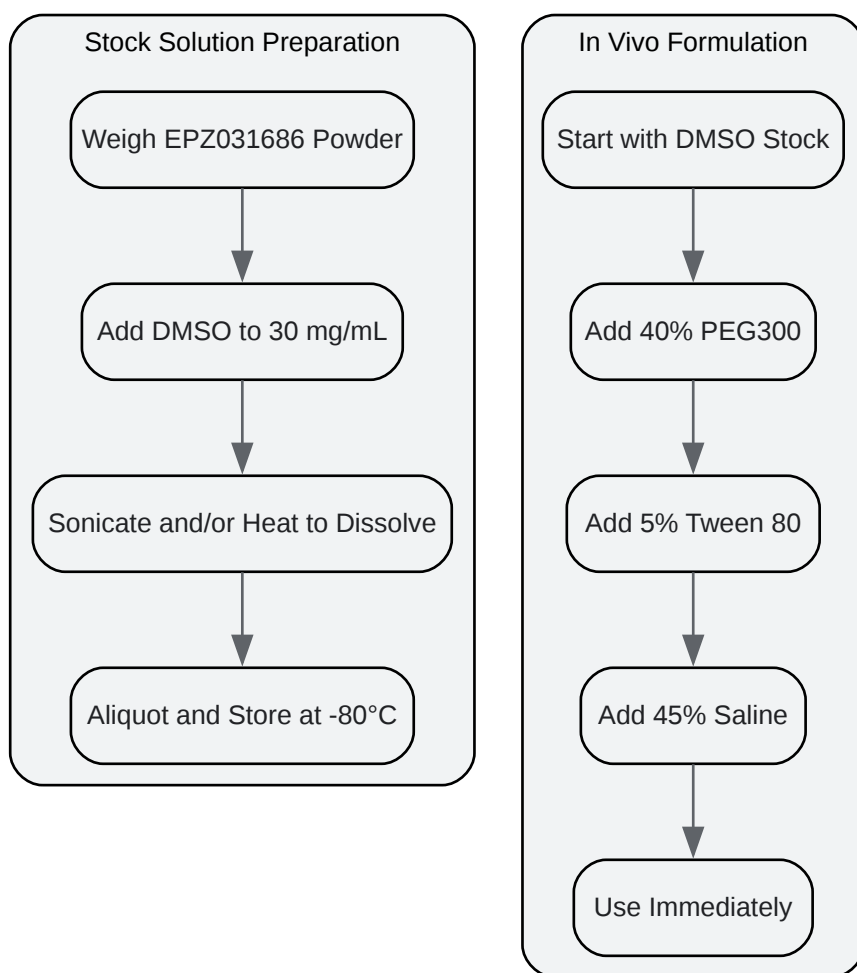 Stock Solution Preparation
Weigh EPZ031686 Powder
Add DMSO to 30 mg/mL
Sonicate and/or Heat to Dissolve
Aliquot and Store at -80°C
In Vivo Formulation
Start with DMSO Stock
Add 40% PEG300
Add 5% Tween 80
Add 45% Saline
Use Immediately